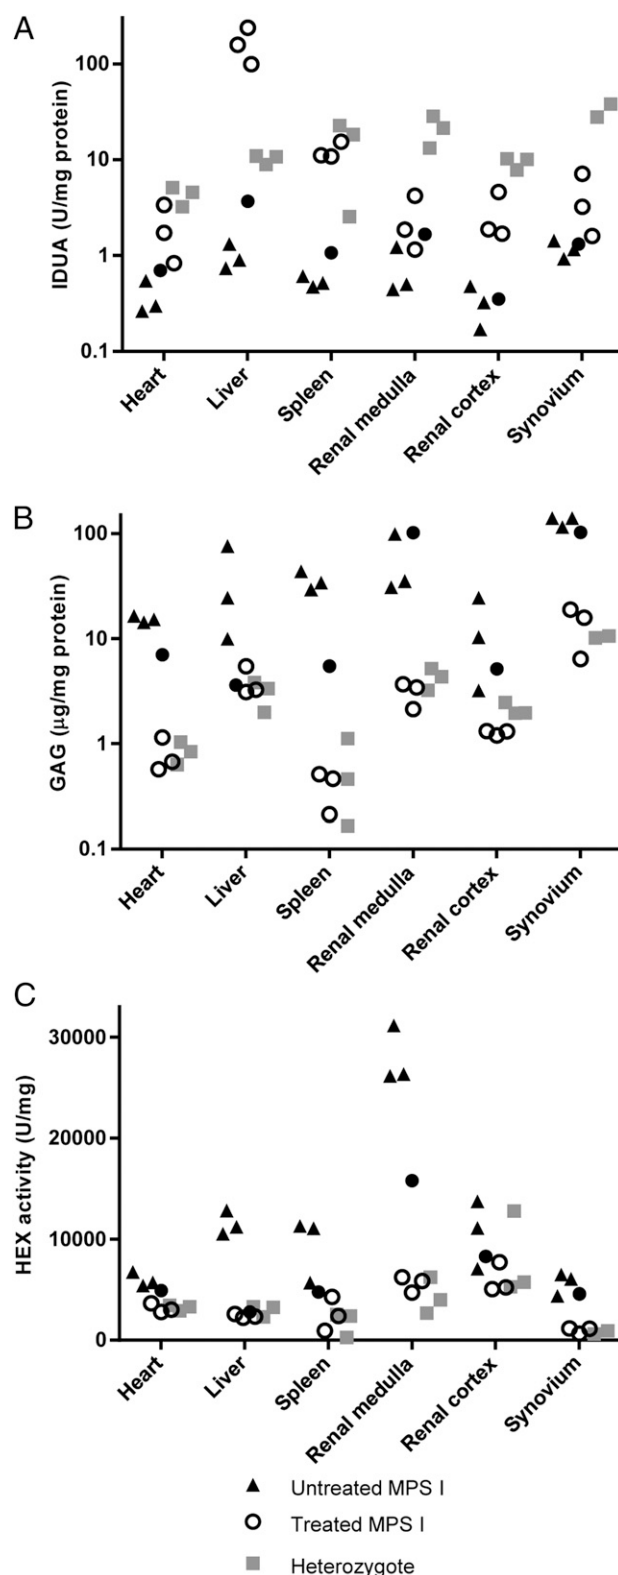 A
IDUA (U/mg protein)
100
10
1
0.1
Heart
Liver
Spleen
Renal medulla
Renal cortex
Synovium
B
GAG (μg/mg protein)
100
10
1
0.1
Heart
Liver
Spleen
Renal medulla
Renal cortex
Synovium
C
HEX activity (U/mg)
30000
20000
10000
0
Heart
Liver
Spleen
Renal medulla
Renal cortex
Synovium
Untreated MPS I
Treated MPS I
Heterozygote